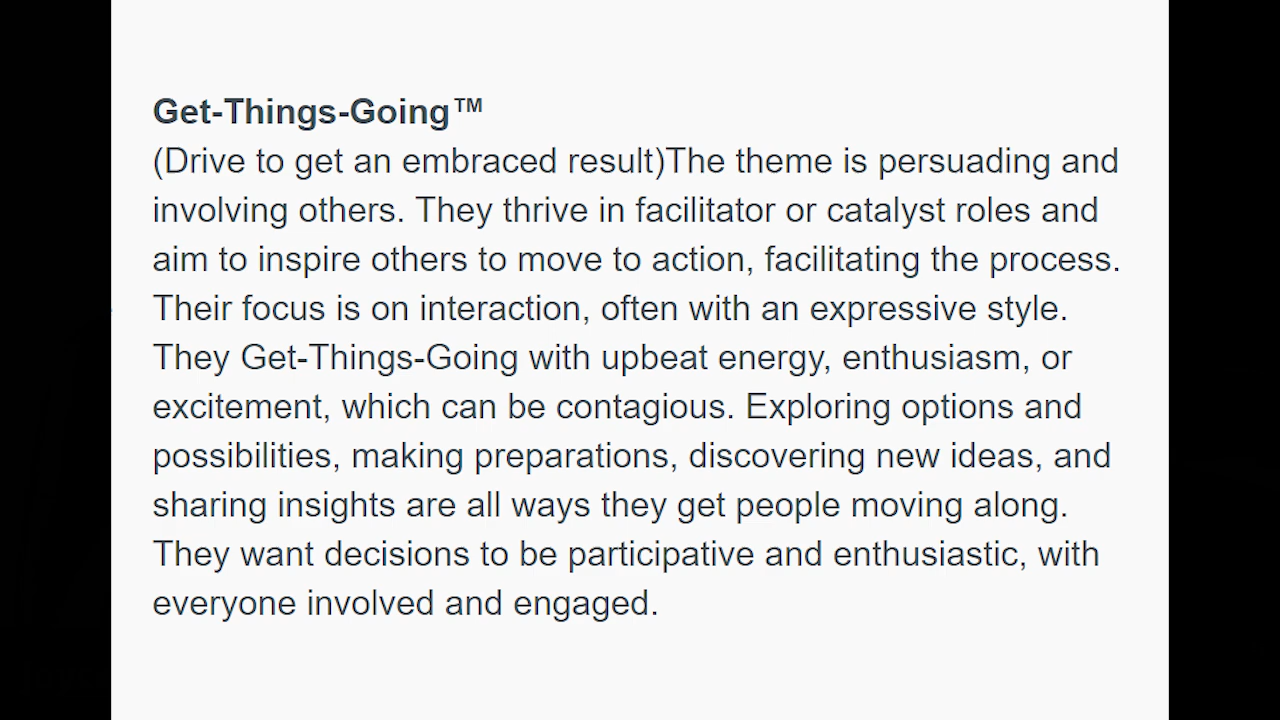 Get-Things-Going™
(Drive to get an embraced result)The theme is persuading and
involving others. They thrive in facilitator or catalyst roles and
aim to inspire others to move to action, facilitating the process.
Their focus is on interaction, often with an expressive style.
They Get-Things-Going with upbeat energy, enthusiasm, or
excitement, which can be contagious. Exploring options and
possibilities, making preparations, discovering new ideas, and
sharing insights are all ways they get people moving along.
They want decisions to be participative and enthusiastic, with
everyone involved and engaged.